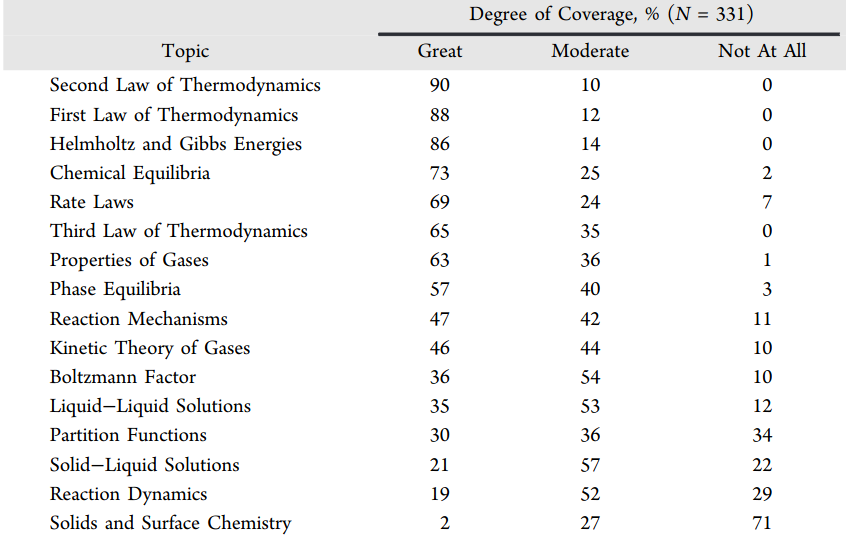 Degree of Coverage, % (N = 331)
Topic Great Moderate Not At All
Second Law of Thermodynamics 90 10 0
First Law of Thermodynamics 88 12 0
Helmholtz and Gibbs Energies 86 14 0
Chemical Equilibria 73 25 2
Rate Laws 69 24 7
Third Law of Thermodynamics 65 35 0
Properties of Gases 63 36 1
Phase Equilibria 57 40 3
Reaction Mechanisms 47 42 11
Kinetic Theory of Gases 46 44 10
Boltzmann Factor 36 54 10
Liquid−Liquid Solutions 35 53 12
Partition Functions 30 36 34
Solid−Liquid Solutions 21 57 22
Reaction Dynamics 19 52 29
Solids and Surface Chemistry 2 27 71